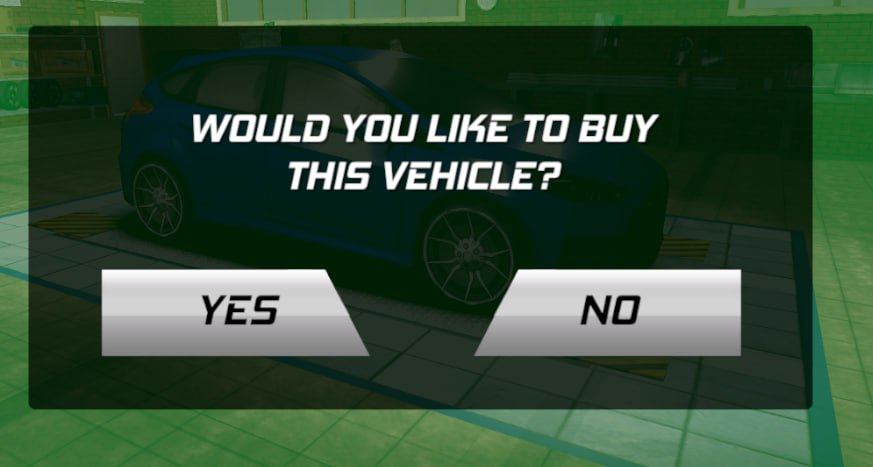 WOULD YOU LIKE TO BUY
THIS VEHICLE?
YES
NO